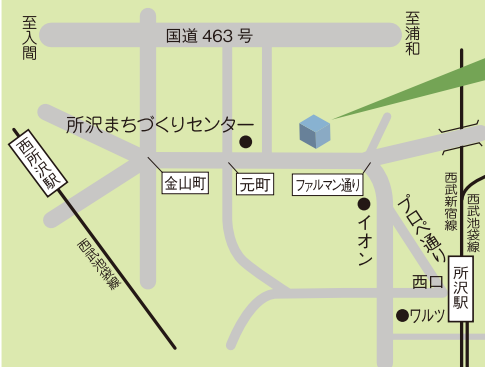 至入間
国道 463 号
至浦和
所沢まちづくりセンター
西所沢駅
金山町
元町
ファルマン通り
西武新宿線
西武池袋線
プロペ通り
イオン
西武池袋線
西口
所沢駅
ワルツ